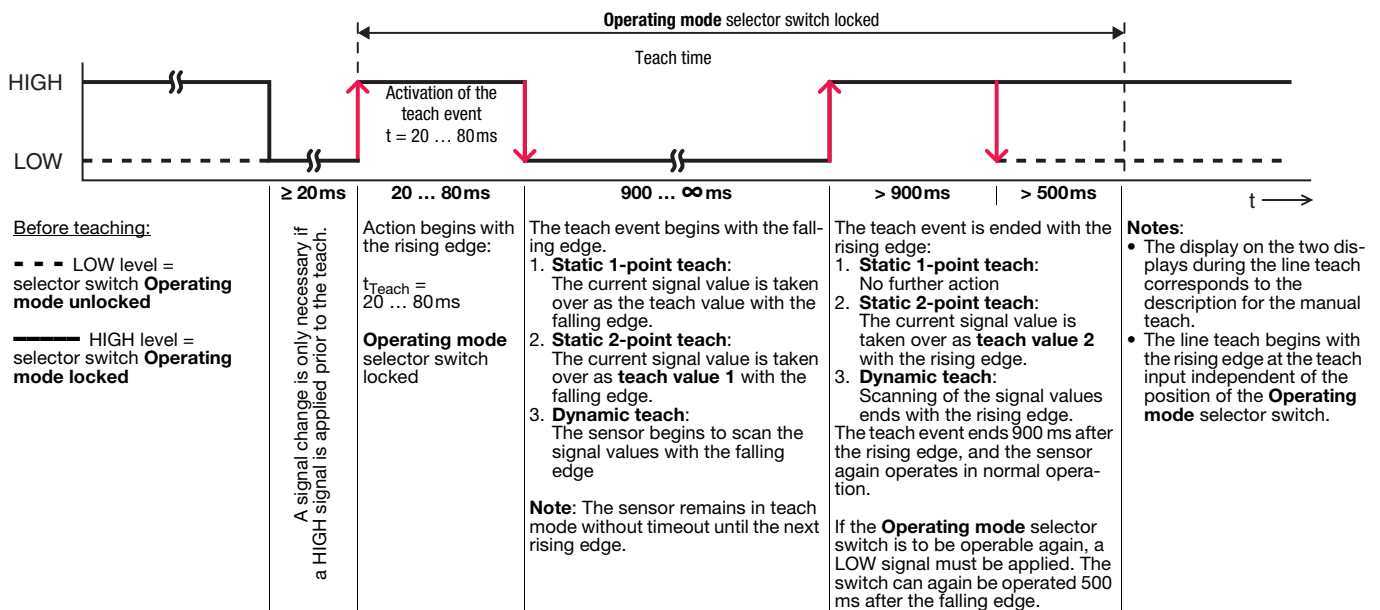 Operating mode selector switch locked
Teach time
HIGH
Activation of the
teach event
t = 20 … 80 ms
LOW
≥ 20 ms
20 … 80 ms
900 … ∞ ms
> 900 ms
> 500 ms
t
Before teaching:
LOW level =
selector switch Operating
mode unlocked
HIGH level =
selector switch Operating
mode locked
A signal change is only necessary if
a HIGH signal is applied prior to the teach.
Action begins with
the rising edge:
tTeach =
20 … 80 ms
Operating mode
selector switch
locked
The teach event begins with the fall-
ing edge.
1. Static 1-point teach:
The current signal value is taken
over as the teach value with the
falling edge.
2. Static 2-point teach:
The current signal value is taken
over as teach value 1 with the
falling edge.
3. Dynamic teach:
The sensor begins to scan the
signal values with the falling
edge
Note: The sensor remains in teach
mode without timeout until the next
rising edge.
The teach event is ended with the
rising edge:
1. Static 1-point teach:
No further action
2. Static 2-point teach:
The current signal value is
taken over as teach value 2
with the rising edge.
3. Dynamic teach:
Scanning of the signal values
ends with the rising edge.
The teach event ends 900 ms after
the rising edge, and the sensor
again operates in normal opera-
tion.
If the Operating mode selector
switch is to be operable again, a
LOW signal must be applied. The
switch can again be operated 500
ms after the falling edge.
Notes:
• The display on the two dis-
plays during the line teach
corresponds to the
description for the manual
teach.
• The line teach begins with
the rising edge at the teach
input independent of the
position of the Operating
mode selector switch.